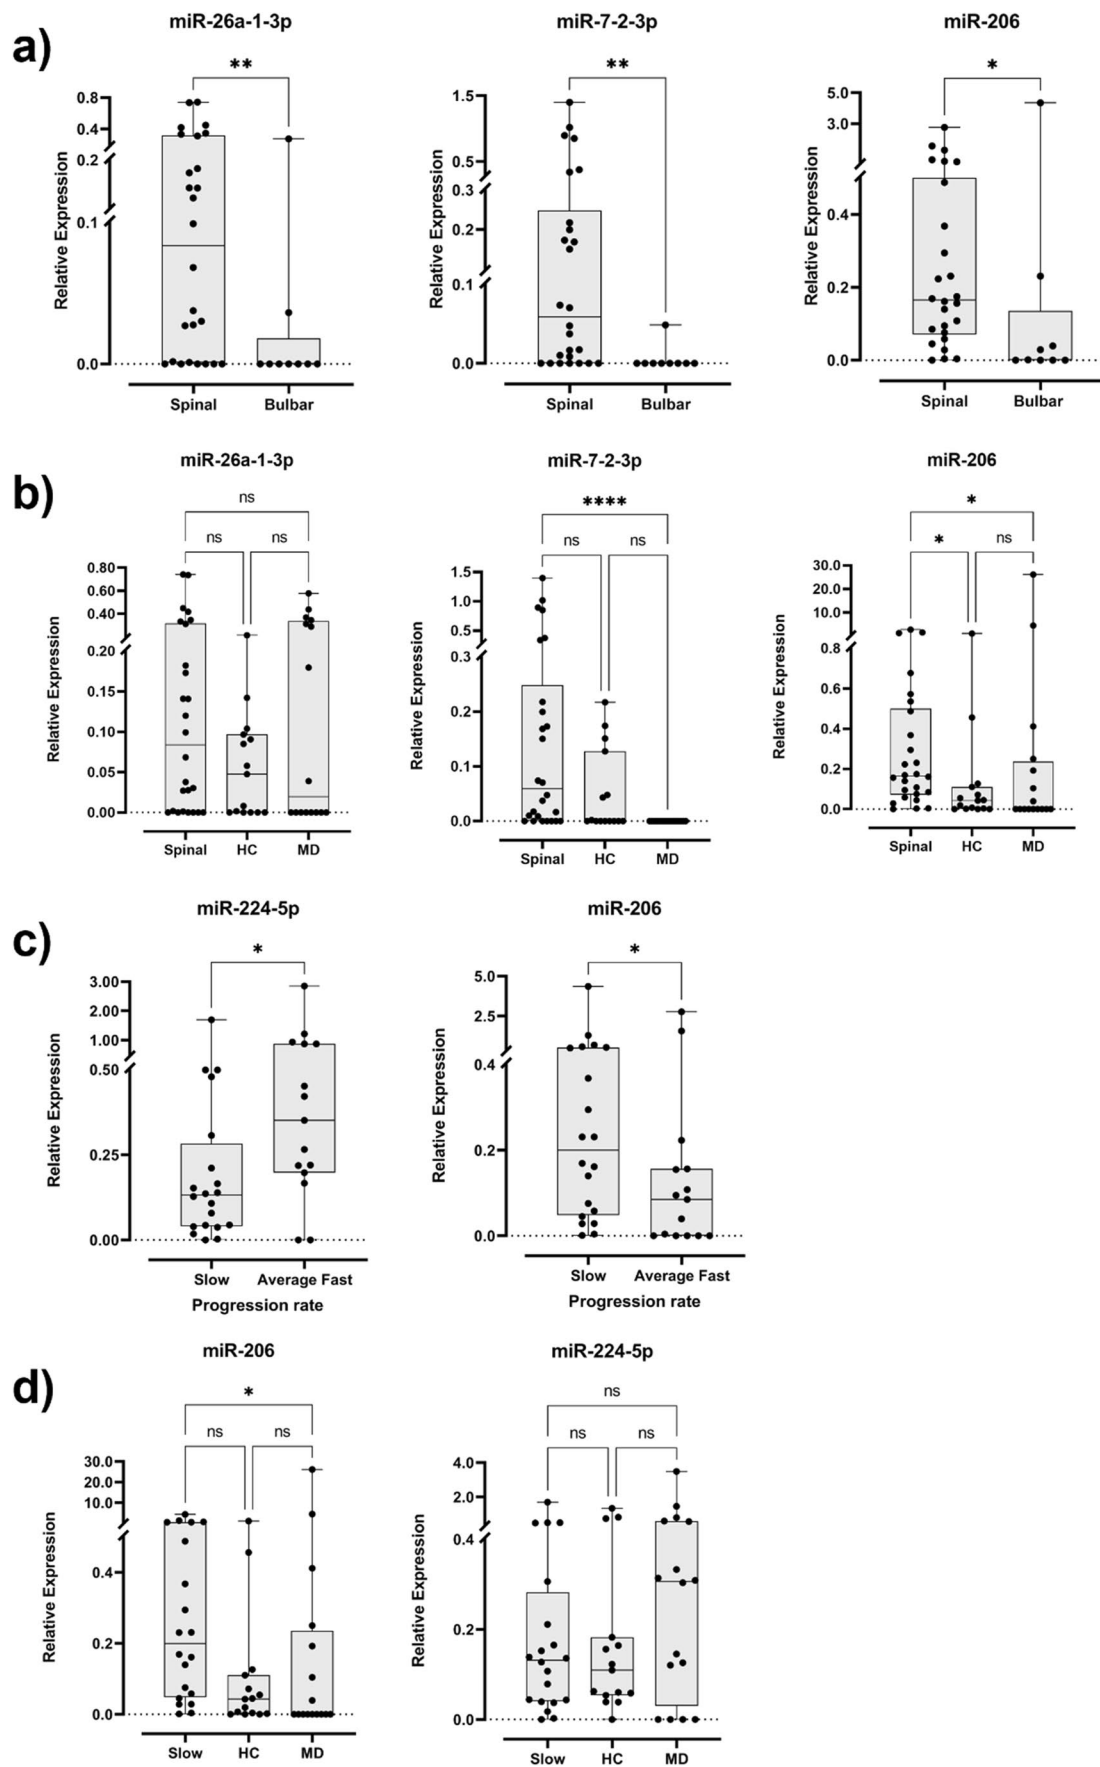 a)
miR-26a-1-3p
**
Relative Expression
0.8
0.4
0.2
0.1
0.0
Spinal
Bulbar
miR-7-2-3p
**
Relative Expression
1.5
0.5
0.3
0.2
0.1
0.0
Spinal
Bulbar
miR-206
*
Relative Expression
5.0
3.0
0.4
0.2
0.0
Spinal
Bulbar
b)
miR-26a-1-3p
ns
ns
ns
Relative Expression
0.80
0.60
0.40
0.20
0.15
0.10
0.05
0.00
Spinal
HC
MD
miR-7-2-3p
****
ns
ns
Relative Expression
1.5
1.0
0.5
0.3
0.2
0.1
0.0
Spinal
HC
MD
miR-206
*
*
ns
Relative Expression
30.0
20.0
10.0
0.8
0.6
0.4
0.2
0.0
Spinal
HC
MD
c)
miR-224-5p
*
Relative Expression
3.00
2.00
1.00
0.50
0.25
0.00
Slow
Average Fast
Progression rate
miR-206
*
Relative Expression
5.0
2.5
0.4
0.2
0.0
Slow
Average Fast
Progression rate
d)
miR-206
*
ns
ns
Relative Expression
30.0
20.0
10.0
0.4
0.2
0.0
Slow
HC
MD
miR-224-5p
ns
ns
ns
Relative Expression
4.0
2.0
0.4
0.2
0.0
Slow
HC
MD